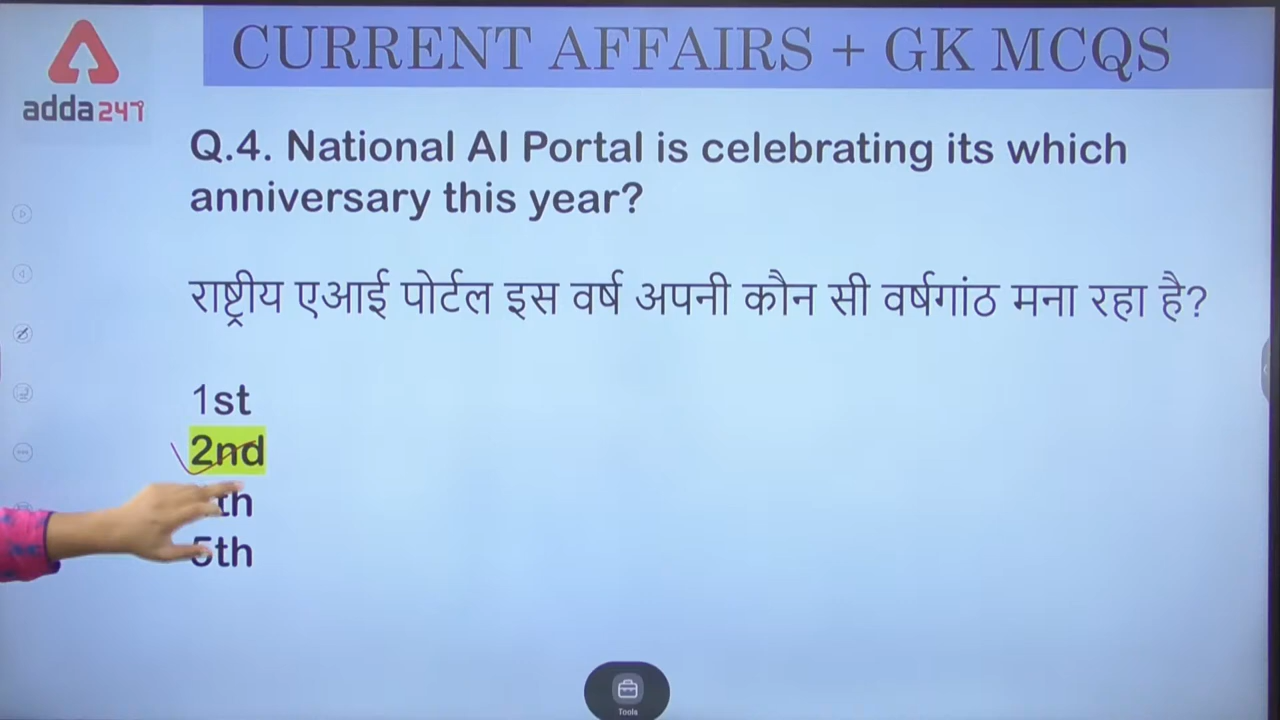 CURRENT AFFAIRS + GK MCQS
adda247
Q.4. National AI Portal is celebrating its which
anniversary this year?
राष्ट्रीय एआई पोर्टल इस वर्ष अपनी कौन सी वर्षगांठ मना रहा है?
1st
2nd
th
5th
Tools